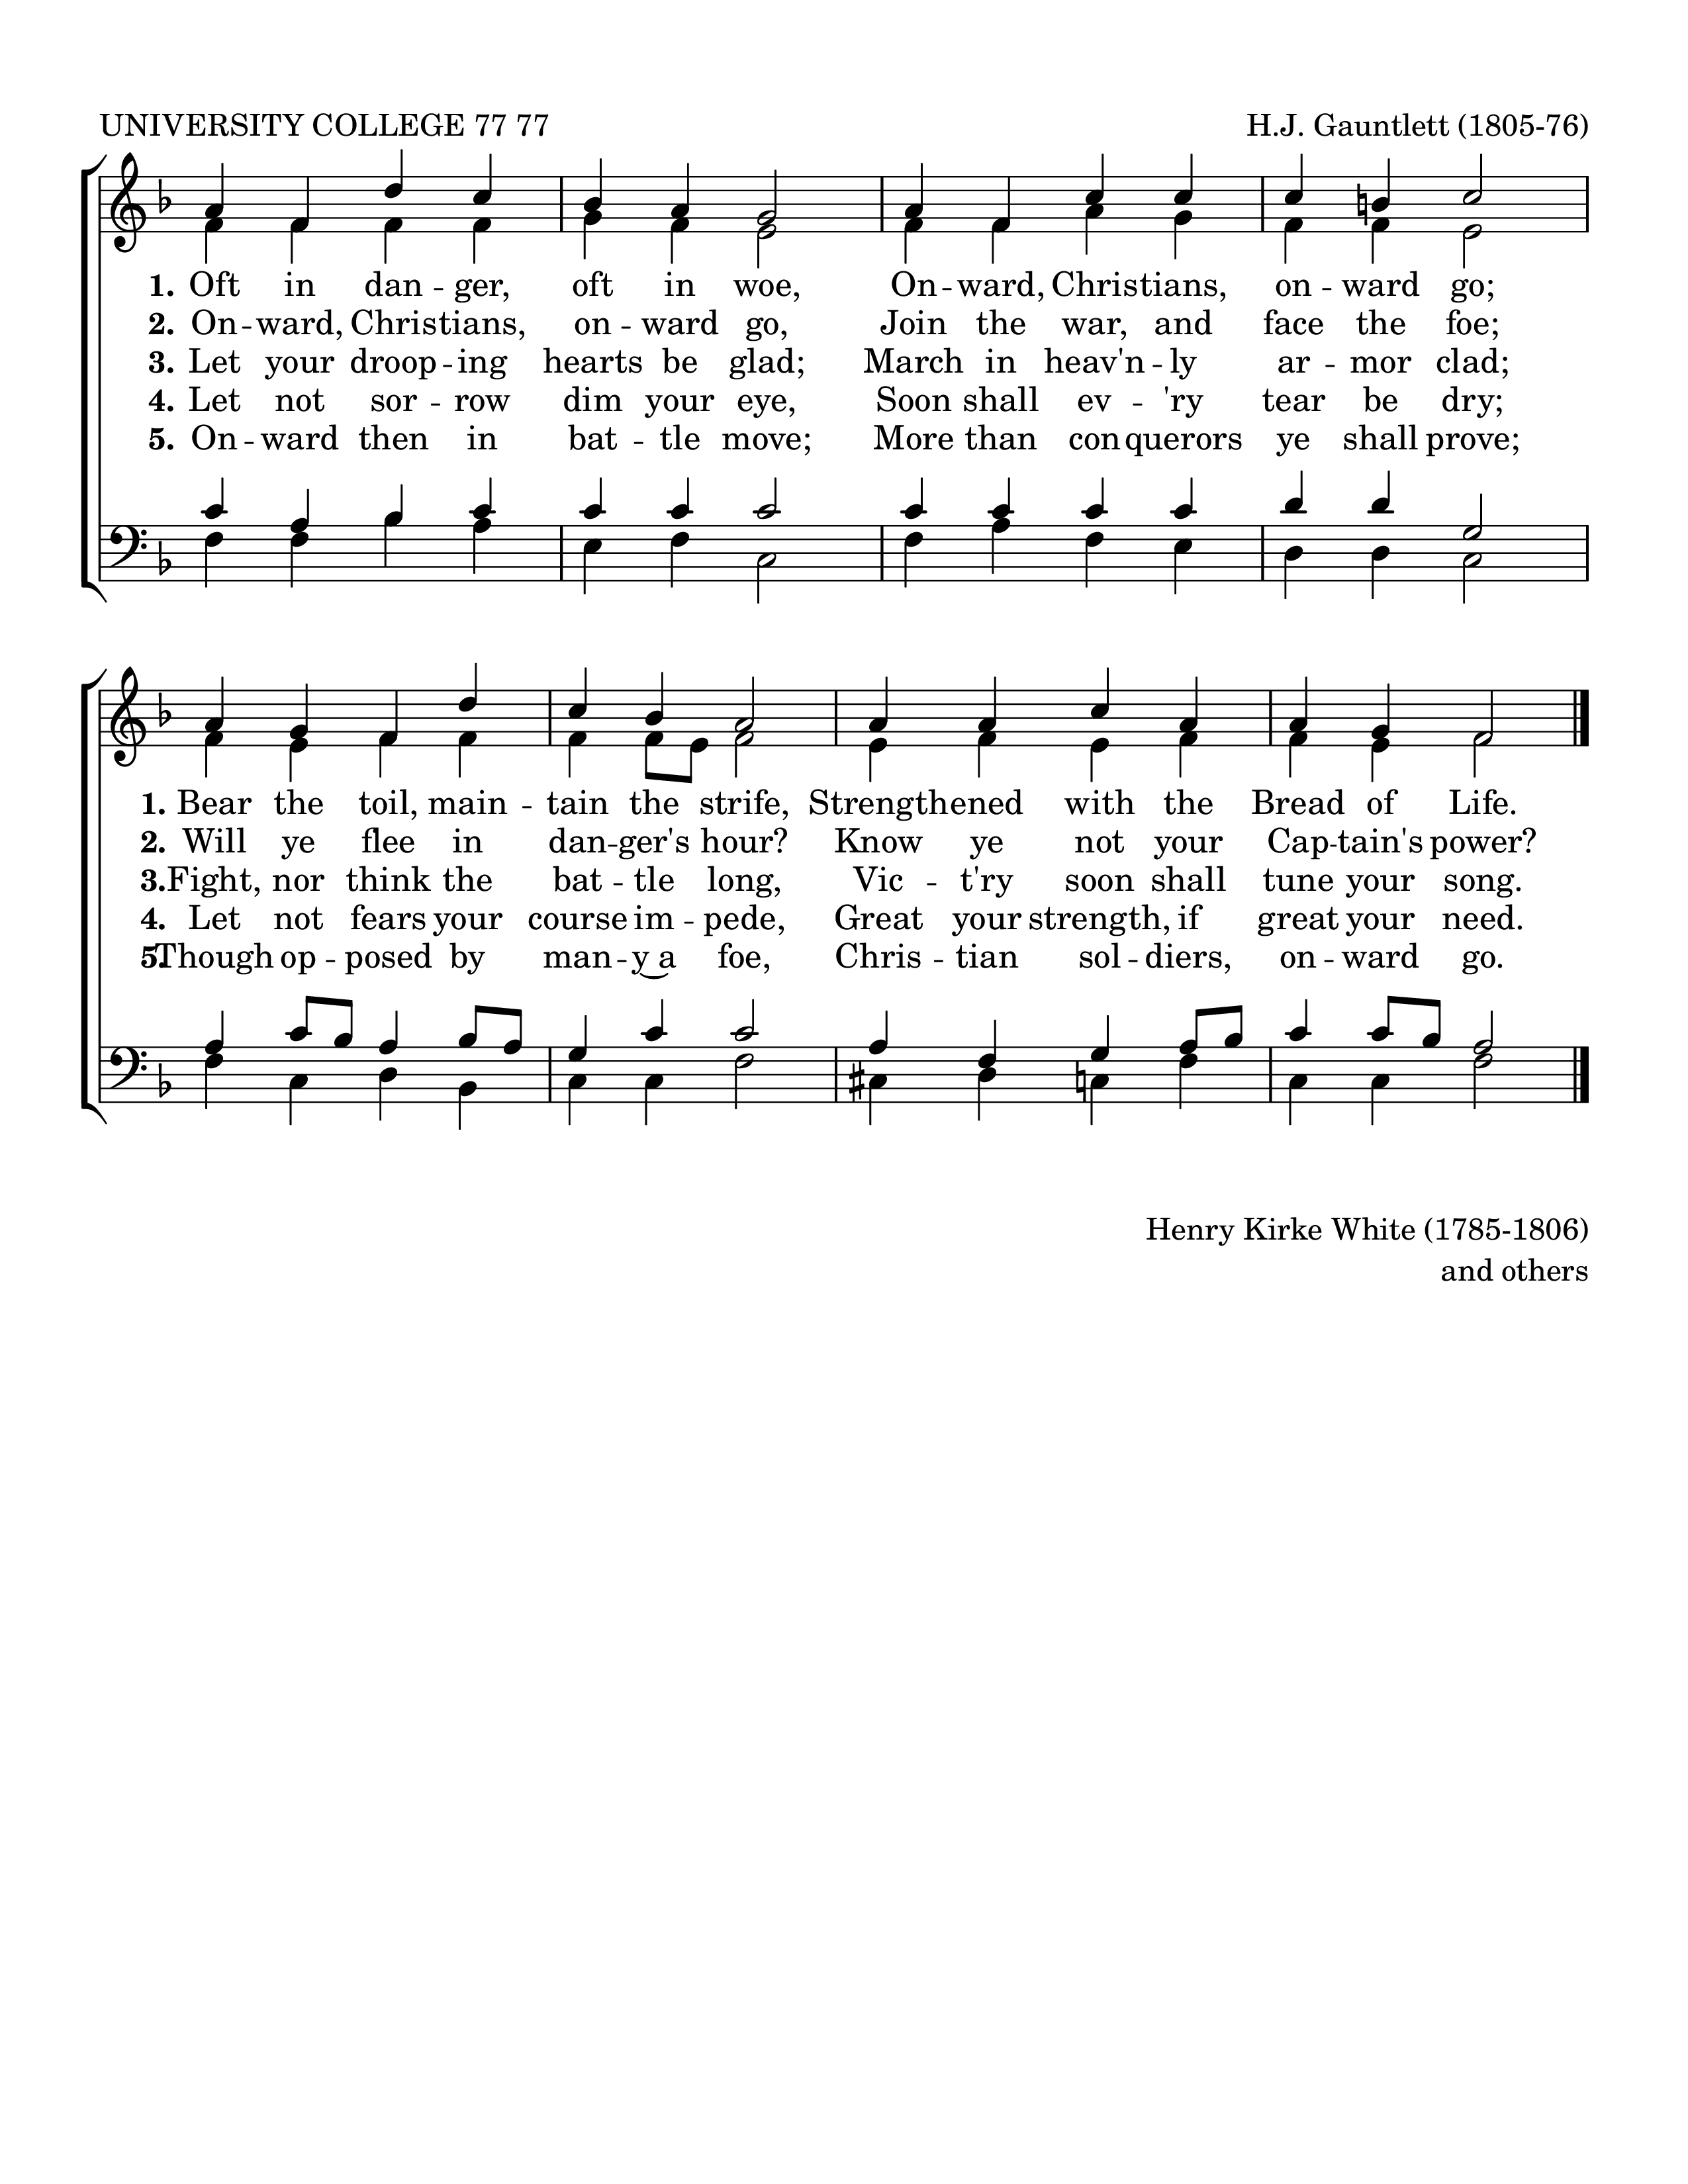 UNIVERSITY COLLEGE 77 77 H.J. Gauntlett (1805-76)
1. Oft in dan -- ger, oft in woe, On -- ward, Christians, on -- ward go;
2. On -- ward, Christians, on -- ward go, Join the war, and face the foe;
3. Let your droop -- ing hearts be glad; March in heav'n -- ly ar -- mor clad;
4. Let not sor -- row dim your eye, Soon shall ev -- 'ry tear be dry;
5. On -- ward then in bat -- tle move; More than conquerors ye shall prove;
1. Bear the toil, main -- tain the strife, Strengthened with the Bread of Life.
2. Will ye flee in dan -- ger's hour? Know ye not your Cap -- tain's power?
3. Fight, nor think the bat -- tle long, Vic -- t'ry soon shall tune your song.
4. Let not fears your course im -- pede, Great your strength, if great your need.
5. Though op -- posed by man -- y‿a foe, Chris -- tian sol -- diers, on -- ward go.
Henry Kirke White (1785-1806)
and others